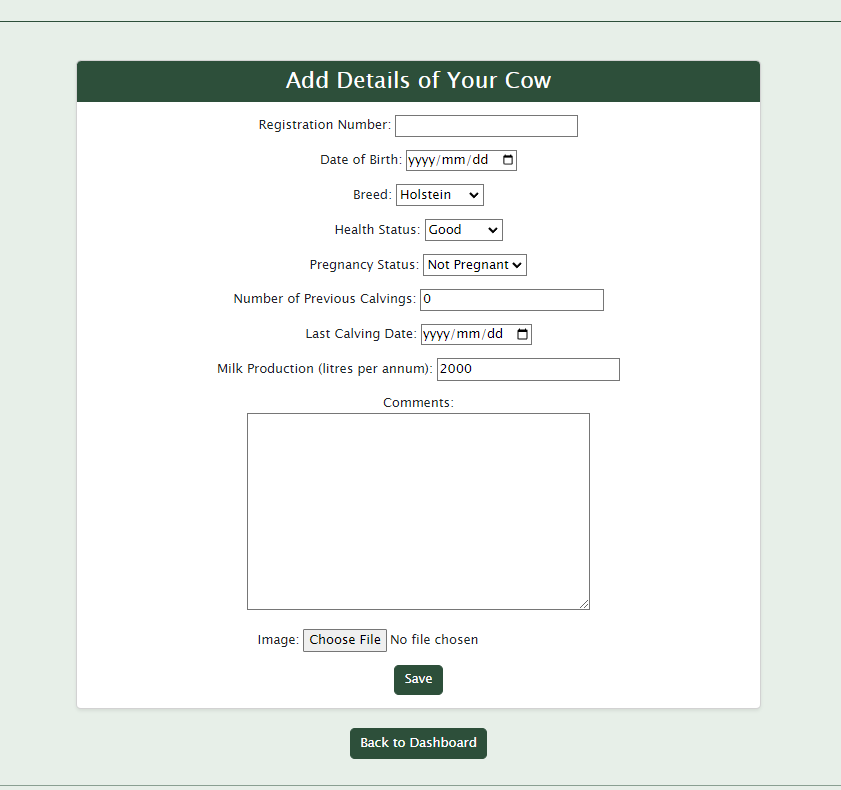 Add Details of Your Cow
Registration Number:
Date of Birth: yyyy/mm/dd
Breed: Holstein
Health Status: Good
Pregnancy Status: Not Pregnant
Number of Previous Calvings: 0
Last Calving Date: yyyy/mm/dd
Milk Production (litres per annum): 2000
Comments:
Image: Choose File No file chosen
Save
Back to Dashboard